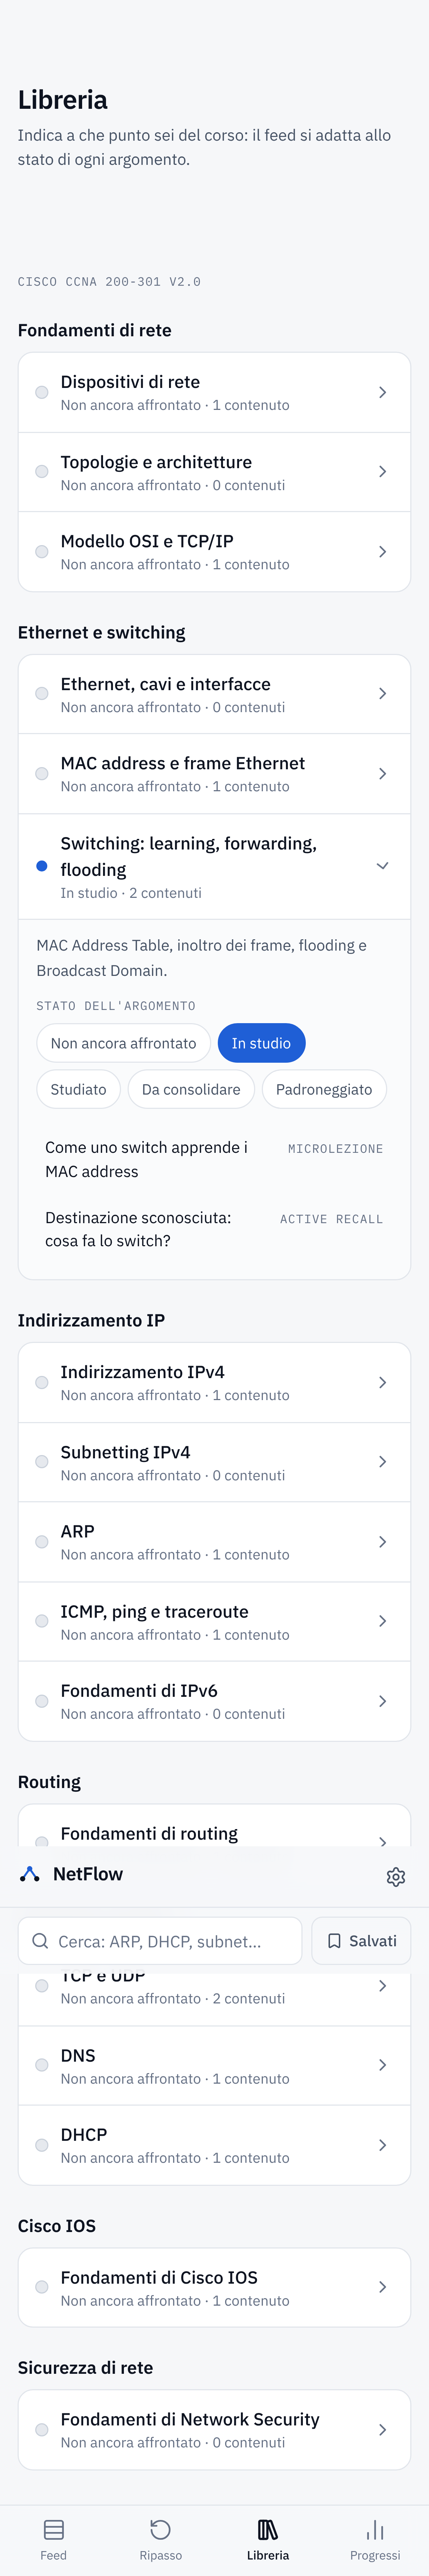 Libreria
Indica a che punto sei del corso: il feed si adatta allo
stato di ogni argomento.
CISCO CCNA 200-301 V2.0
Fondamenti di rete
Dispositivi di rete
Non ancora affrontato · 1 contenuto
Topologie e architetture
Non ancora affrontato · 0 contenuti
Modello OSI e TCP/IP
Non ancora affrontato · 1 contenuto
Ethernet e switching
Ethernet, cavi e interfacce
Non ancora affrontato · 0 contenuti
MAC address e frame Ethernet
Non ancora affrontato · 1 contenuto
Switching: learning, forwarding,
flooding
In studio · 2 contenuti
MAC Address Table, inoltro dei frame, flooding e
Broadcast Domain.
STATO DELL'ARGOMENTO
Non ancora affrontato
In studio
Studiato
Da consolidare
Padroneggiato
Come uno switch apprende i
MAC address
MICROLEZIONE
Destinazione sconosciuta:
cosa fa lo switch?
ACTIVE RECALL
Indirizzamento IP
Indirizzamento IPv4
Non ancora affrontato · 1 contenuto
Subnetting IPv4
Non ancora affrontato · 0 contenuti
ARP
Non ancora affrontato · 1 contenuto
ICMP, ping e traceroute
Non ancora affrontato · 1 contenuto
Fondamenti di IPv6
Non ancora affrontato · 0 contenuti
Routing
Fondamenti di routing
NetFlow
Cerca: ARP, DHCP, subnet...
Salvati
TCP e UDP
Non ancora affrontato · 2 contenuti
DNS
Non ancora affrontato · 1 contenuto
DHCP
Non ancora affrontato · 1 contenuto
Cisco IOS
Fondamenti di Cisco IOS
Non ancora affrontato · 1 contenuto
Sicurezza di rete
Fondamenti di Network Security
Non ancora affrontato · 0 contenuti
Feed
Ripasso
Libreria
Progressi